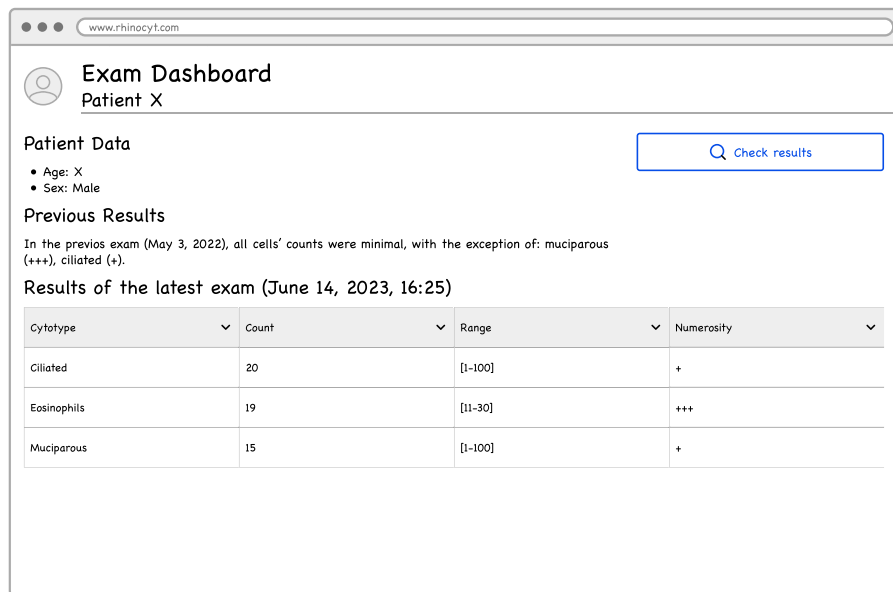 www.rhinocyt.com
Exam Dashboard
Patient X
Patient Data
Check results
• Age: X
• Sex: Male
Previous Results
In the previos exam (May 3, 2022), all cells' counts were minimal, with the exception of: muciparous
(+++), ciliated (+).
Results of the latest exam (June 14, 2023, 16:25)
Cytotype Count Range Numerosity
Ciliated 20 [1-100] +
Eosinophils 19 [11-30] +++
Muciparous 15 [1-100] +